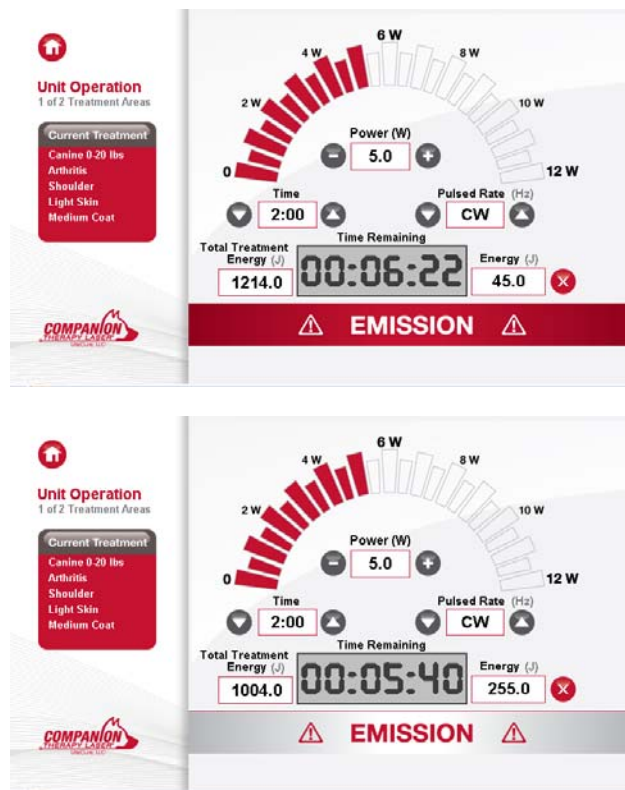 6 W
4 W
8 W
Unit Operation
1 of 2 Treatment Areas
2 W
10 W
Current Treatment
Canine 0-20 lbs
Arthritis
Shoulder
Light Skin
Medium Coat
Power (W)
5.0
0
12 W
Time
Pulsed Rate (Hz)
2:00
CW
Total Treatment
Energy (J)
Time Remaining
Energy (J)
1214.0
00:06:22
45.0
X
COMPANION
THERAPY LASER
EMISSION
6 W
4 W
8 W
Unit Operation
1 of 2 Treatment Areas
2 W
10 W
Current Treatment
Canine 0-20 lbs
Arthritis
Shoulder
Light Skin
Medium Coat
Power (W)
5.0
0
12 W
Time
Pulsed Rate (Hz)
2:00
CW
Total Treatment
Energy (J)
Time Remaining
Energy (J)
1004.0
00:05:40
255.0
X
COMPANION
THERAPY LASER
EMISSION